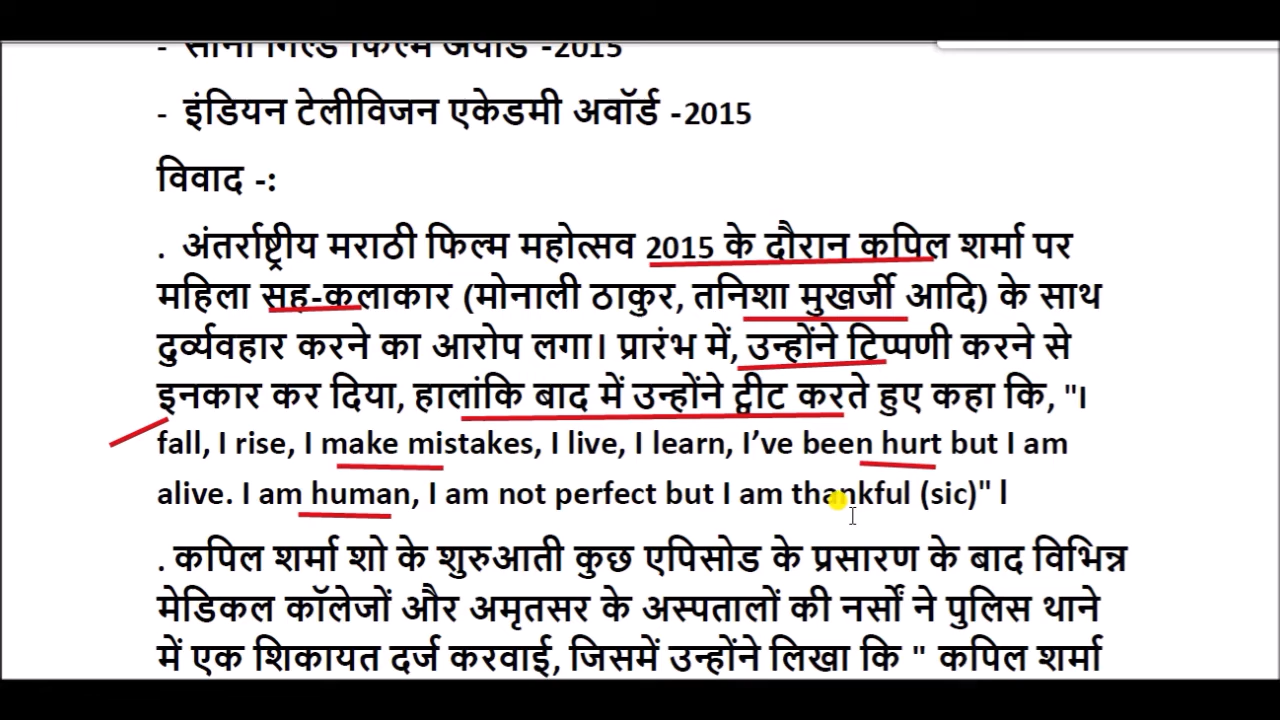 - सोनी गिल्ड फिल्म अवॉर्ड -2015
- इंडियन टेलीविजन एकेडमी अवॉर्ड -2015
विवाद -:
. अंतर्राष्ट्रीय मराठी फिल्म महोत्सव 2015 के दौरान कपिल शर्मा पर
महिला सह-कलाकार (मोनाली ठाकुर, तनिशा मुखर्जी आदि) के साथ
दुर्व्यवहार करने का आरोप लगा। प्रारंभ में, उन्होंने टिप्पणी करने से
इनकार कर दिया, हालांकि बाद में उन्होंने ट्वीट करते हुए कहा कि, "I
fall, I rise, I make mistakes, I live, I learn, I’ve been hurt but I am
alive. I am human, I am not perfect but I am thankful (sic)" l
. कपिल शर्मा शो के शुरुआती कुछ एपिसोड के प्रसारण के बाद विभिन्न
मेडिकल कॉलेजों और अमृतसर के अस्पतालों की नर्सों ने पुलिस थाने
में एक शिकायत दर्ज करवाई, जिसमें उन्होंने लिखा कि " कपिल शर्मा